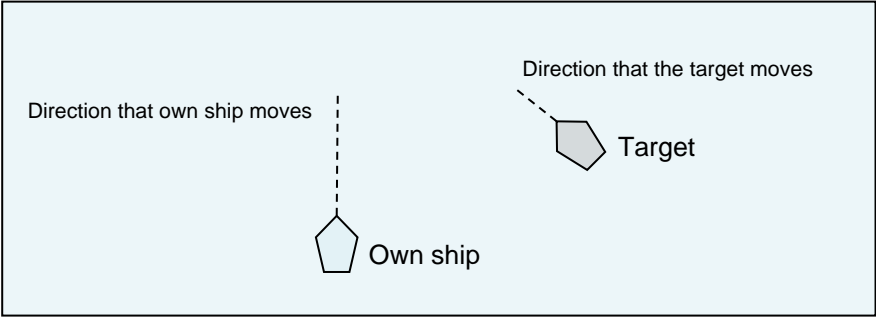 Direction that the target moves
Direction that own ship moves
Target
Own ship